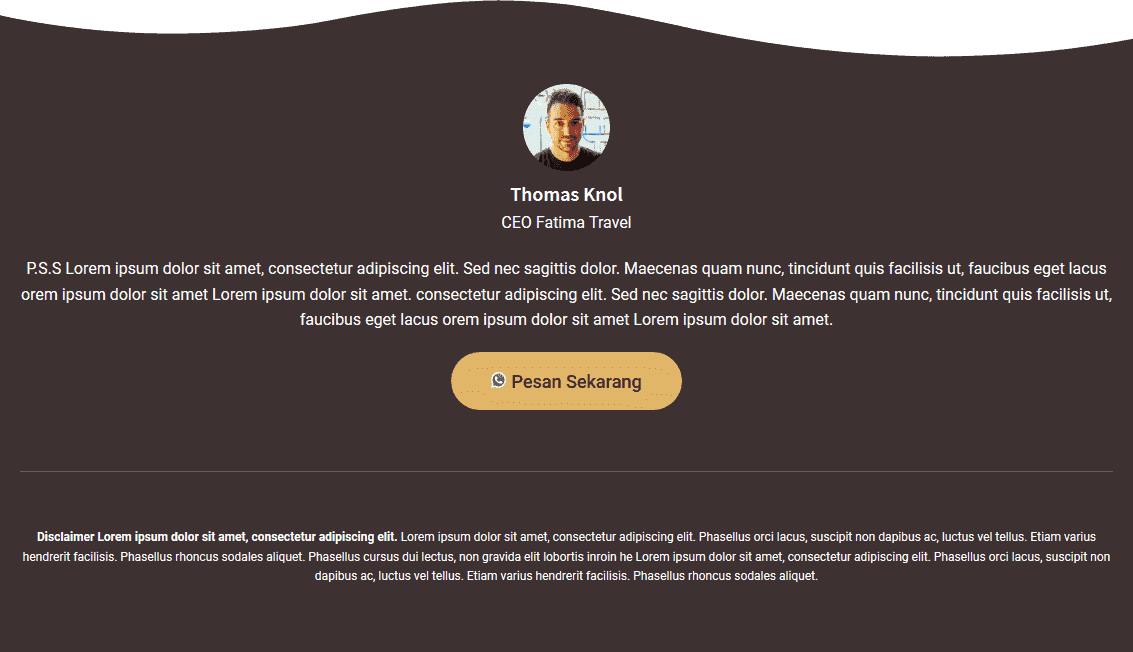 Thomas Knol
CEO Fatima Travel
P.S.S Lorem ipsum dolor sit amet, consectetur adipiscing elit. Sed nec sagittis dolor. Maecenas quam nunc, tincidunt quis facilisis ut, faucibus eget lacus
orem ipsum dolor sit amet Lorem ipsum dolor sit amet. consectetur adipiscing elit. Sed nec sagittis dolor. Maecenas quam nunc, tincidunt quis facilisis ut,
faucibus eget lacus orem ipsum dolor sit amet Lorem ipsum dolor sit amet.
Pesan Sekarang
Disclaimer Lorem ipsum dolor sit amet, consectetur adipiscing elit. Lorem ipsum dolor sit amet, consectetur adipiscing elit. Phasellus orci lacus, suscipit non dapibus ac, luctus vel tellus. Etiam varius
hendrerit facilisis. Phasellus rhoncus sodales aliquet. Phasellus cursus dui lectus, non gravida elit lobortis inroin he Lorem ipsum dolor sit amet, consectetur adipiscing elit. Phasellus orci lacus, suscipit non
dapibus ac, luctus vel tellus. Etiam varius hendrerit facilisis. Phasellus rhoncus sodales aliquet.